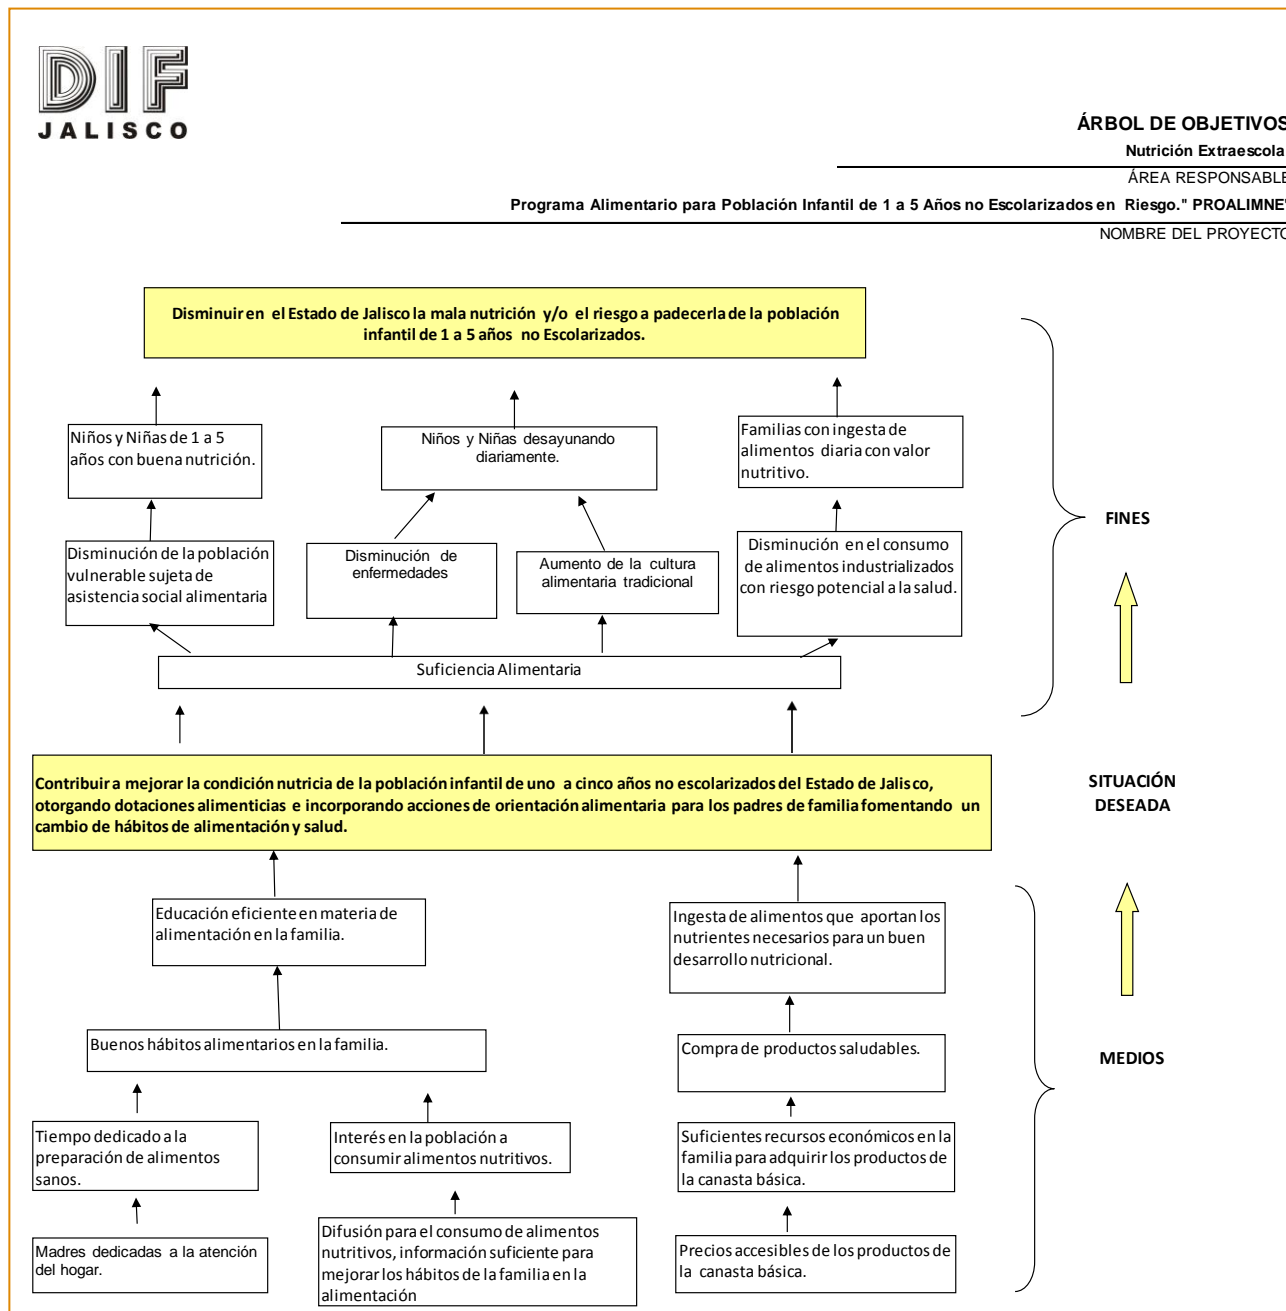 DIF
JALISCO
ÁRBOL DE OBJETIVOS
Nutrición Extraescola
ÁREA RESPONSABLE
Programa Alimentario para Población Infantil de 1 a 5 Años no Escolarizados en Riesgo." PROALIMNE"
NOMBRE DEL PROYECTO
Disminuir en el Estado de Jalisco la mala nutrición y/o el riesgo a padecerla de la población
infantil de 1 a 5 años no Escolarizados.
Niños y Niñas de 1 a 5
años con buena nutrición.
Niños y Niñas desayunando
diariamente.
Familias con ingesta de
alimentos diaria con valor
nutritivo.
FINES
Disminución de la población
vulnerable sujeta de
asistencia social alimentaria
Disminución de
enfermedades
Aumento de la cultura
alimentaria tradicional
Disminución en el consumo
de alimentos industrializados
con riesgo potencial a la salud.
Suficiencia Alimentaria
Contribuir a mejorar la condición nutricia de la población infantil de uno a cinco años no escolarizados del Estado de Jalisco,
otorgando dotaciones alimenticias e incorporando acciones de orientación alimentaria para los padres de familia fomentando un
cambio de hábitos de alimentación y salud.
SITUACIÓN
DESEADA
Educación eficiente en materia de
alimentación en la familia.
Ingesta de alimentos que aportan los
nutrientes necesarios para un buen
desarrollo nutricional.
Buenos hábitos alimentarios en la familia.
Compra de productos saludables.
MEDIOS
Tiempo dedicado a la
preparación de alimentos
sanos.
Interés en la población a
consumir alimentos nutritivos.
Suficientes recursos económicos en la
familia para adquirir los productos de
la canasta básica.
Madres dedicadas a la atención
del hogar.
Difusión para el consumo de alimentos
nutritivos, información suficiente para
mejorar los hábitos de la familia en la
alimentación
Precios accesibles de los productos de
la canasta básica.